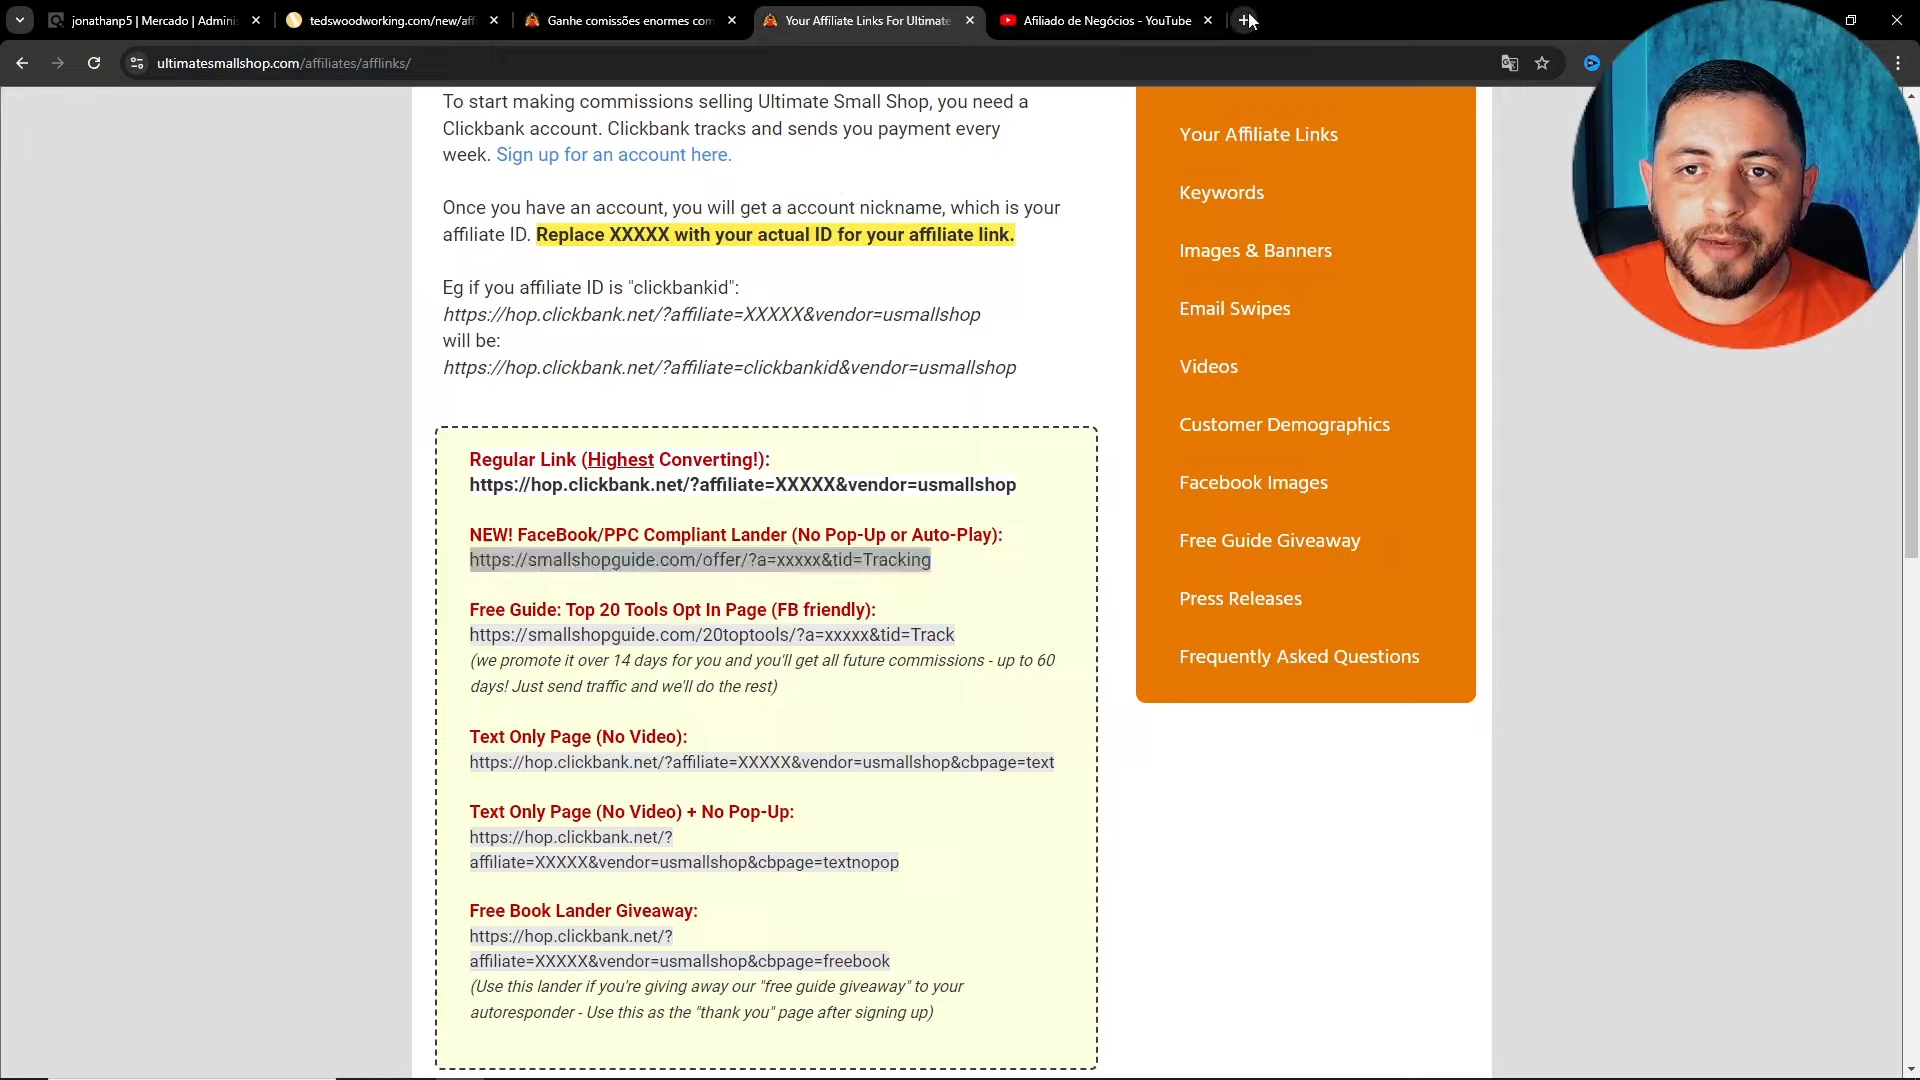 jonathanp5 | Mercado | Adminis
tedswoodworking.com/new/aff
Ganhe comissões enormes com
Your Affiliate Links For Ultimate
Afiliado de Negócios - YouTube
ultimatesmallshop.com/affiliates/afflinks/
To start making commissions selling Ultimate Small Shop, you need a
Clickbank account. Clickbank tracks and sends you payment every
week. Sign up for an account here.
Once you have an account, you will get a account nickname, which is your
affiliate ID. Replace XXXXX with your actual ID for your affiliate link.
Eg if you affiliate ID is "clickbankid":
https://hop.clickbank.net/?affiliate=XXXXX&vendor=usmallshop
will be:
https://hop.clickbank.net/?affiliate=clickbankid&vendor=usmallshop
Regular Link (Highest Converting!):
https://hop.clickbank.net/?affiliate=XXXXX&vendor=usmallshop
NEW! FaceBook/PPC Compliant Lander (No Pop-Up or Auto-Play):
https://smallshopguide.com/offer/?a=xxxxx&tid=Tracking
Free Guide: Top 20 Tools Opt In Page (FB friendly):
https://smallshopguide.com/20toptools/?a=xxxxx&tid=Track
(we promote it over 14 days for you and you'll get all future commissions - up to 60
days! Just send traffic and we'll do the rest)
Text Only Page (No Video):
https://hop.clickbank.net/?affiliate=XXXXX&vendor=usmallshop&cbpage=text
Text Only Page (No Video) + No Pop-Up:
https://hop.clickbank.net/?
affiliate=XXXXX&vendor=usmallshop&cbpage=textnopop
Free Book Lander Giveaway:
https://hop.clickbank.net/?
affiliate=XXXXX&vendor=usmallshop&cbpage=freebook
(Use this lander if you're giving away our "free guide giveaway" to your
autoresponder - Use this as the "thank you" page after signing up)
Your Affiliate Links
Keywords
Images & Banners
Email Swipes
Videos
Customer Demographics
Facebook Images
Free Guide Giveaway
Press Releases
Frequently Asked Questions